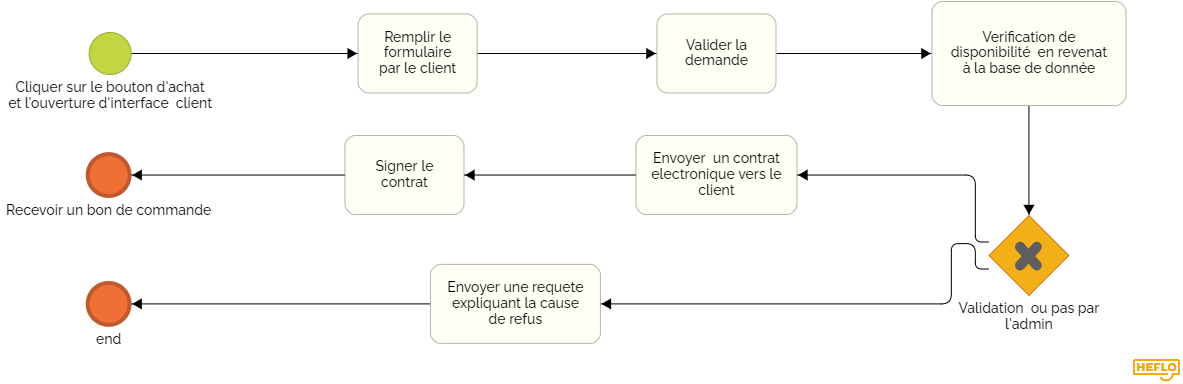 Remplir le
formulaire
par le client
Valider la
demande
Verification de
disponibilité en revenat
à la base de donnée
Cliquer sur le bouton d'achat
et l'ouverture d'interface client
Signer le
contrat
Envoyer un contrat
electronique vers le
client
Recevoir un bon de commande
Envoyer une requete
expliquant la cause
de refus
Validation ou pas par
l'admin
end
HEFLO